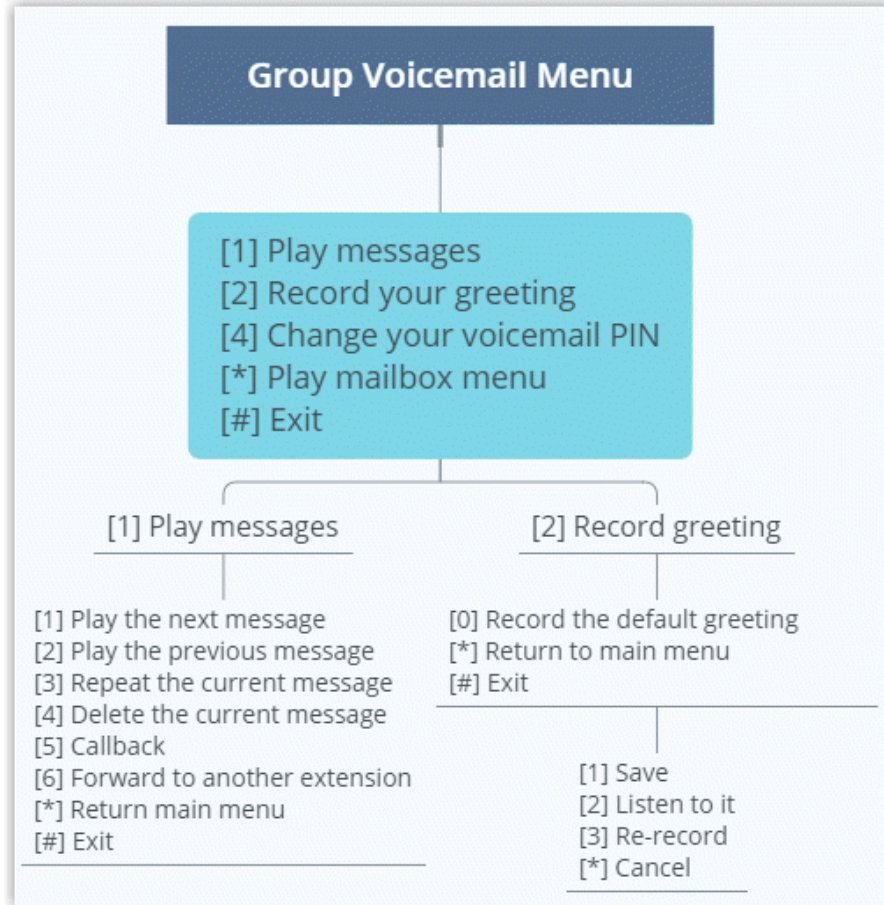 Group Voicemail Menu
[1] Play messages
[2] Record your greeting
[4] Change your voicemail PIN
[*] Play mailbox menu
[#] Exit
[1] Play messages
[1] Play the next message
[2] Play the previous message
[3] Repeat the current message
[4] Delete the current message
[5] Callback
[6] Forward to another extension
[*] Return main menu
[#] Exit
[2] Record greeting
[0] Record the default greeting
[*] Return to main menu
[#] Exit
[1] Save
[2] Listen to it
[3] Re-record
[*] Cancel